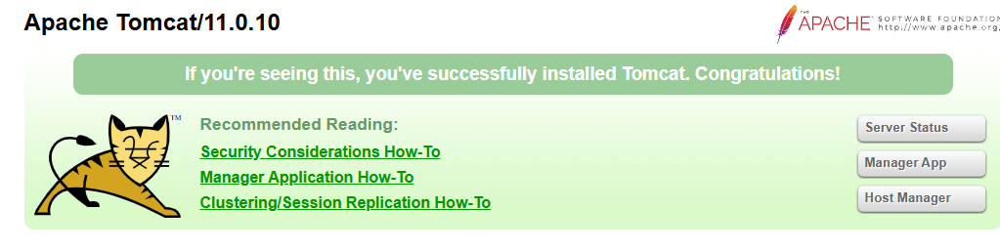 Apache Tomcat/11.0.10
THE
APACHE SOFTWARE FOUNDATION
http://www.apache.org/
If you're seeing this, you've successfully installed Tomcat. Congratulations!
TM
Recommended Reading:
Security Considerations How-To
Manager Application How-To
Clustering/Session Replication How-To
Server Status
Manager App
Host Manager